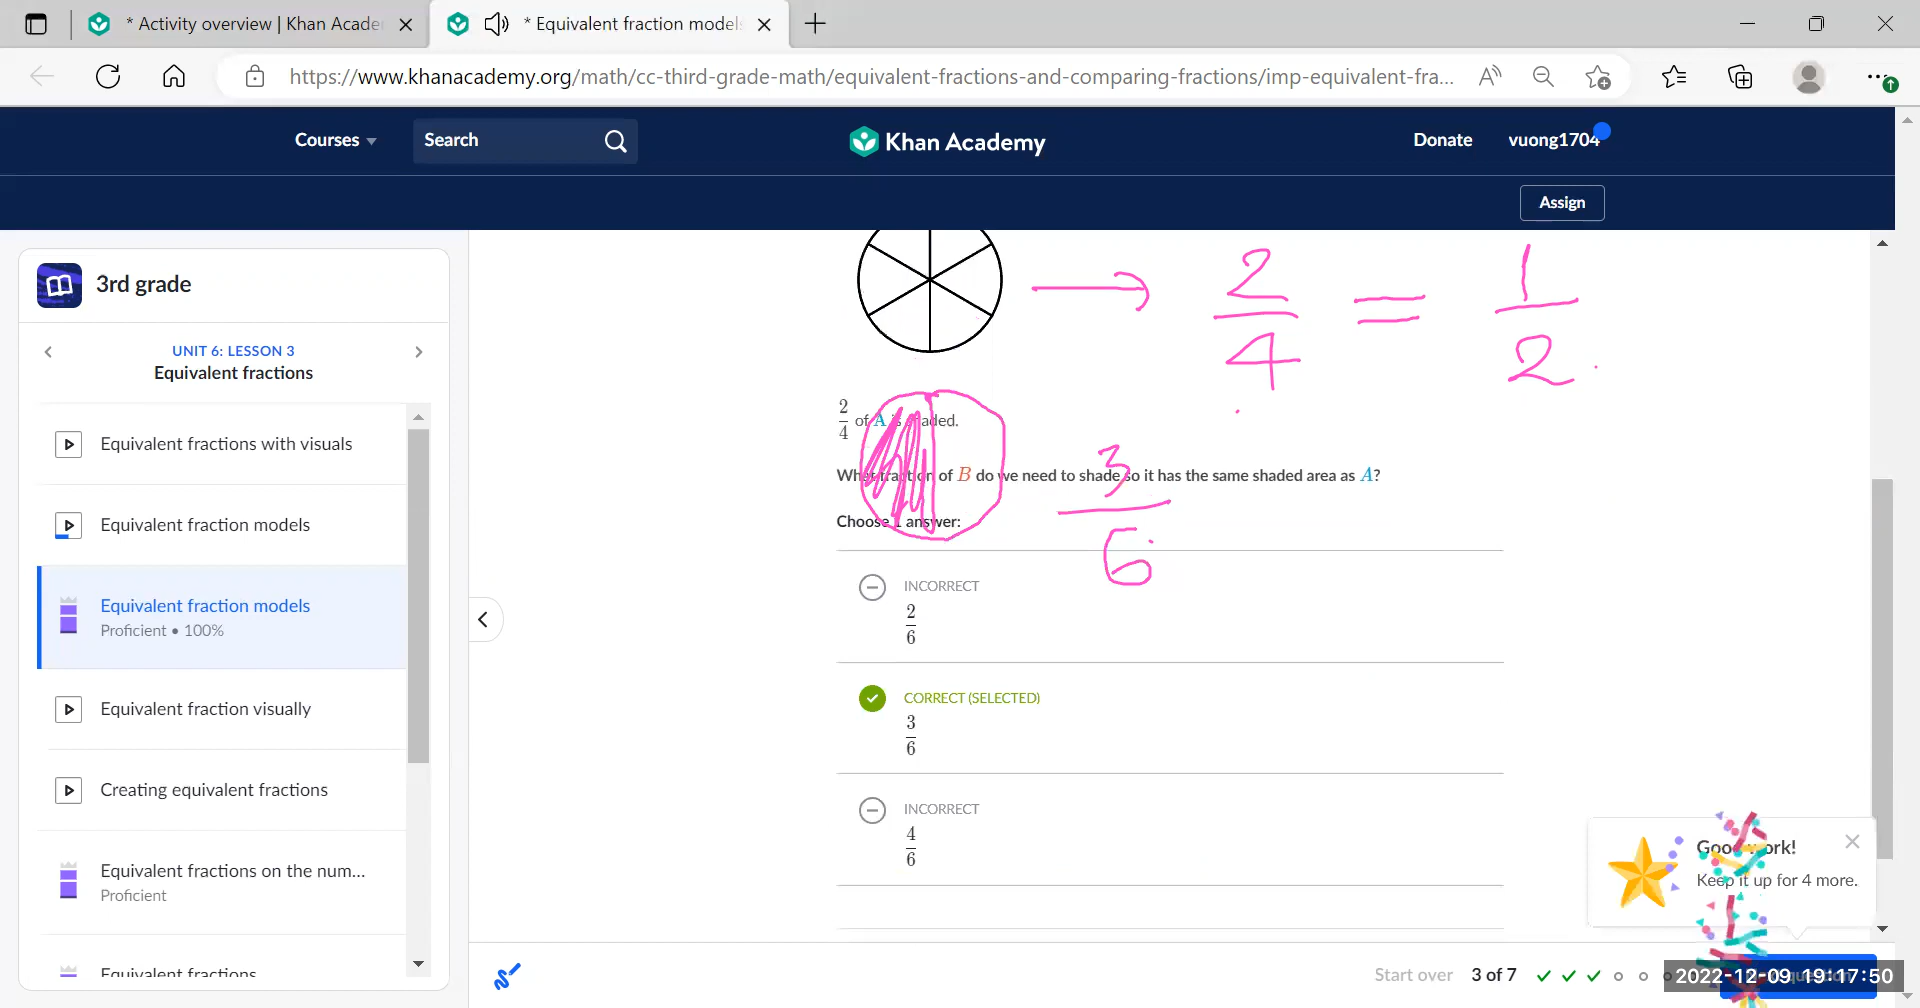 * Activity overview | Khan Acade
* Equivalent fraction model
https://www.khanacademy.org/math/cc-third-grade-math/equivalent-fractions-and-comparing-fractions/imp-equivalent-fra...
Courses
Search
Khan Academy
Donate
vuong1704
Assign
3rd grade
UNIT 6: LESSON 3
Equivalent fractions
Equivalent fractions with visuals
Equivalent fraction models
Equivalent fraction models
Proficient • 100%
Equivalent fraction visually
Creating equivalent fractions
Equivalent fractions on the num...
Proficient
Equivalent fractions
2/4 = 1/2
2/4 of A is shaded.
What fraction of B do we need to shade so it has the same shaded area as A?
3/6
Choose 1 answer:
INCORRECT
2/6
CORRECT (SELECTED)
3/6
INCORRECT
4/6
Good work!
Keep it up for 4 more.
Start over
3 of 7
2022-12-09 19:17:50